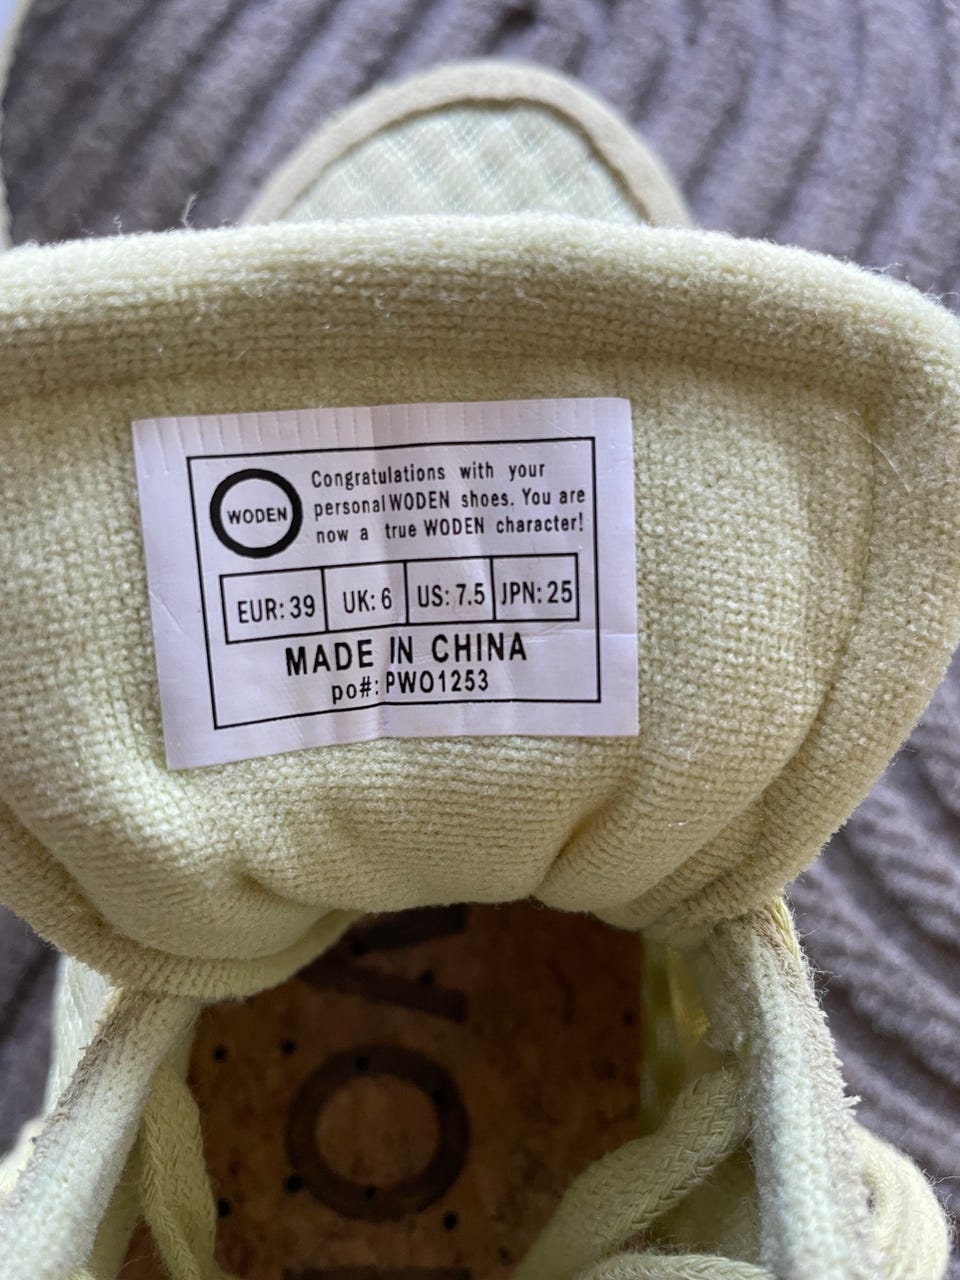 WODEN
Congratulations with your
personal WODEN shoes. You are
now a true WODEN character!
EUR: 39 UK: 6 US: 7.5 JPN: 25
MADE IN CHINA
po#: PWO1253